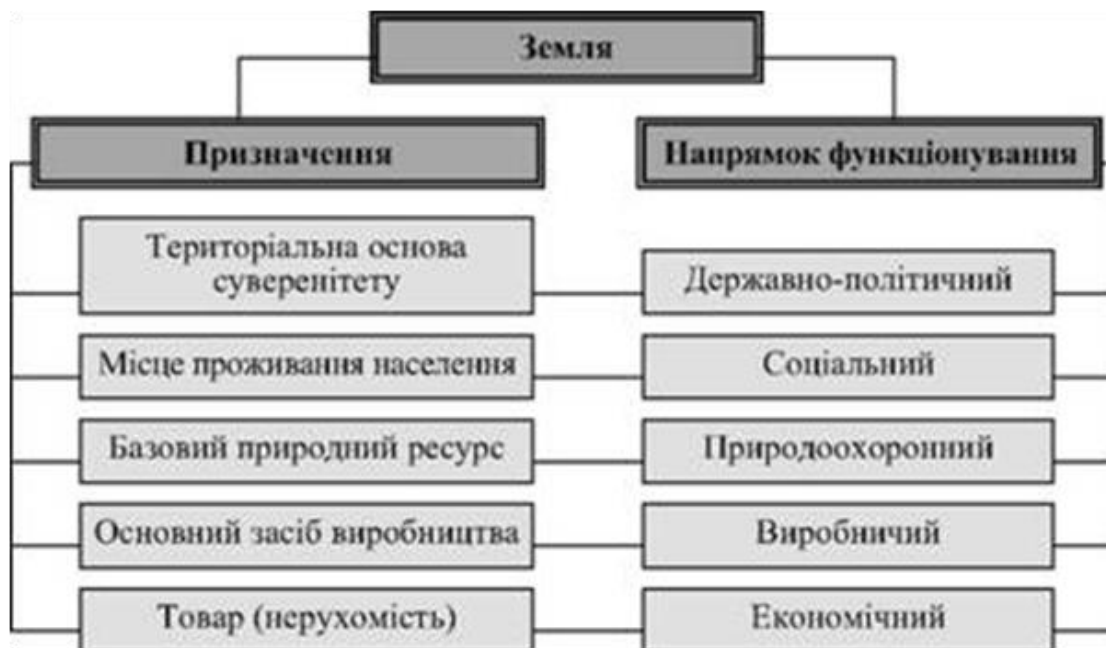 Земля
Призначення
Напрямок функціонування
Територіальна основа
суверенітету
Державно-політичний
Місце проживання населення
Соціальний
Базовий природний ресурс
Природоохоронний
Основний засіб виробництва
Виробничий
Товар (нерухомість)
Економічний